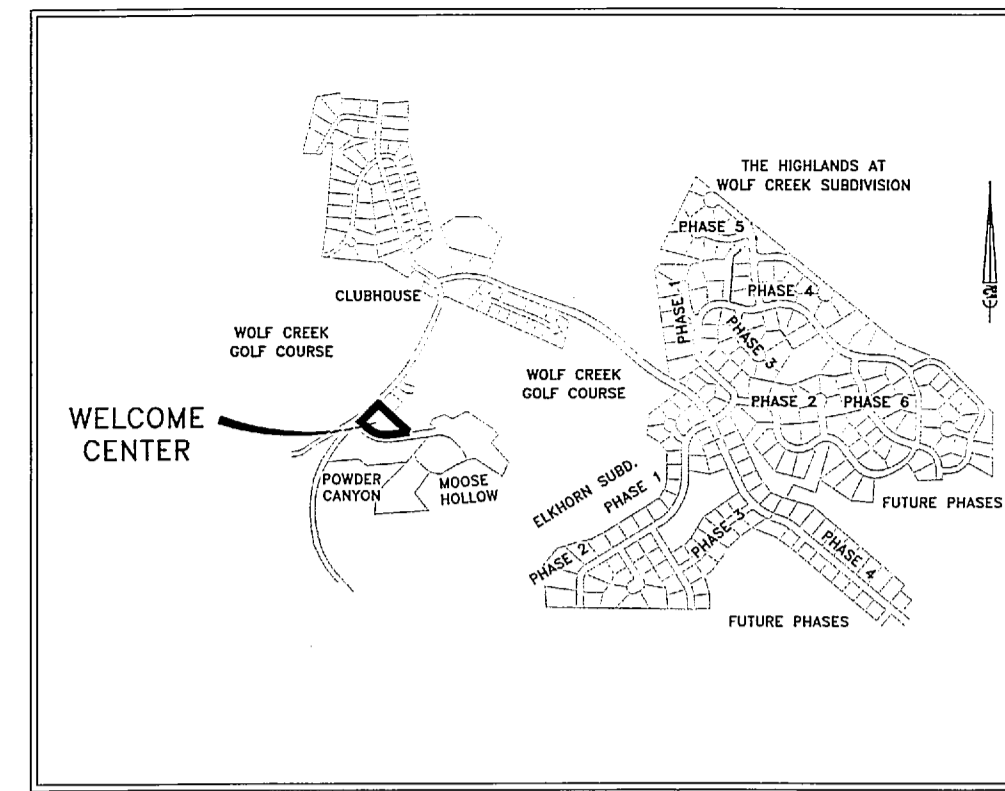 THE HIGHLANDS AT
WOLF CREEK SUBDIVISION
PHASE 5
PHASE 1
PHASE 4
PHASE 3
PHASE 2
PHASE 6
FUTURE PHASES
CLUBHOUSE
WOLF CREEK
GOLF COURSE
WOLF CREEK
GOLF COURSE
WELCOME
CENTER
POWDER
CANYON
MOOSE
HOLLOW
ELKHORN SUBD.
PHASE 1
PHASE 2
PHASE 3
PHASE 4
FUTURE PHASES